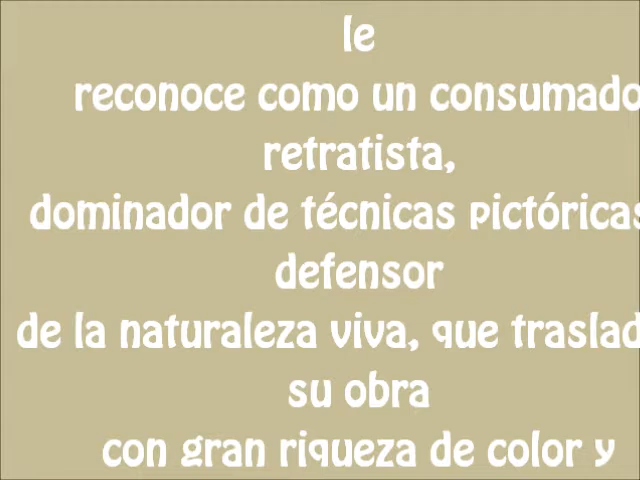 le
reconoce como un consumado
retratista,
dominador de técnicas pictóricas
defensor
de la naturaleza viva, que traslad
su obra
con gran riqueza de color y